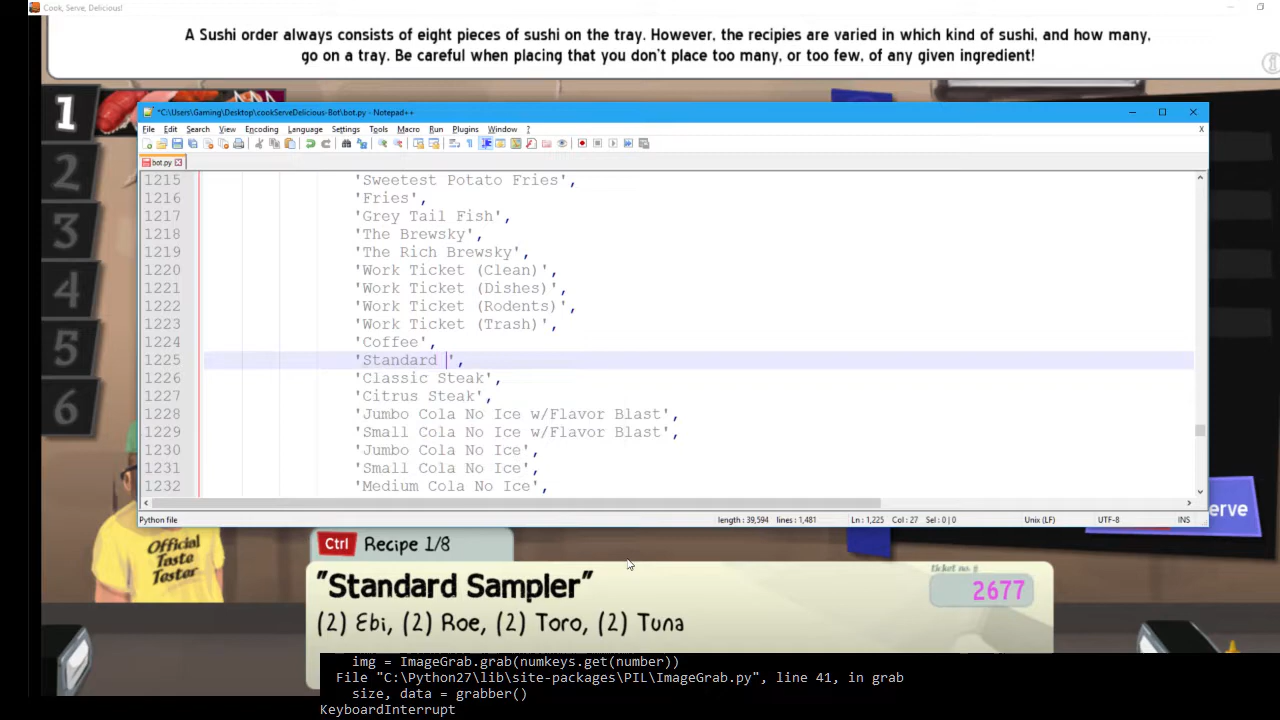 Cook, Serve, Delicious!
A Sushi order always consists of eight pieces of sushi on the tray. However, the recipies are varied in which kind of sushi, and how many,
go on a tray. Be careful when placing that you don't place too many, or too few, of any given ingredient!
1
2
3
4
5
6
*C:\Users\Gaming\Desktop\cookServeDelicious-Bot\bot.py - Notepad++
File Edit Search View Encoding Language Settings Tools Macro Run Plugins Window ? X
bot.py
1215 'Sweetest Potato Fries',
1216 'Fries',
1217 'Grey Tail Fish',
1218 'The Brewsky',
1219 'The Rich Brewsky',
1220 'Work Ticket (Clean)',
1221 'Work Ticket (Dishes)',
1222 'Work Ticket (Rodents)',
1223 'Work Ticket (Trash)',
1224 'Coffee',
1225 'Standard ',
1226 'Classic Steak',
1227 'Citrus Steak',
1228 'Jumbo Cola No Ice w/Flavor Blast',
1229 'Small Cola No Ice w/Flavor Blast',
1230 'Jumbo Cola No Ice',
1231 'Small Cola No Ice',
1232 'Medium Cola No Ice',
Python file length : 39,594 lines : 1,481 Ln : 1,225 Col : 27 Sel : 0 | 0 Unix (LF) UTF-8 INS
erve
Official
Taste
Tester
Ctrl Recipe 1/8
"Standard Sampler"
(2) Ebi, (2) Roe, (2) Toro, (2) Tuna
2677
img = ImageGrab.grab(numkeys.get(number))
File "C:\Python27\lib\site-packages\PIL\ImageGrab.py", line 41, in grab
size, data = grabber()
KeyboardInterrupt